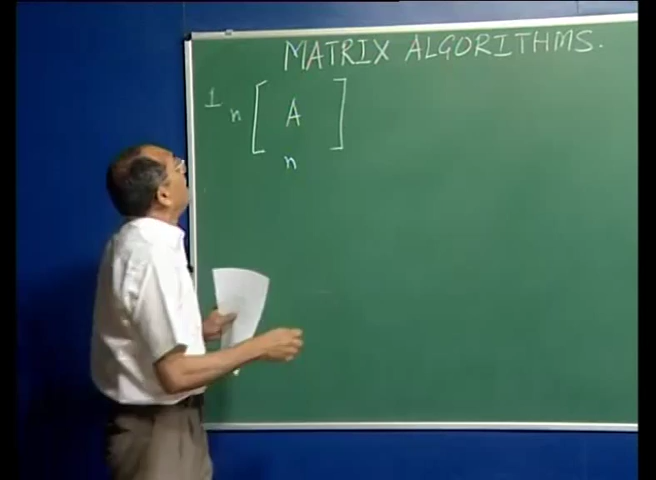 MATRIX ALGORITHMS.
1 n [ A ]
n